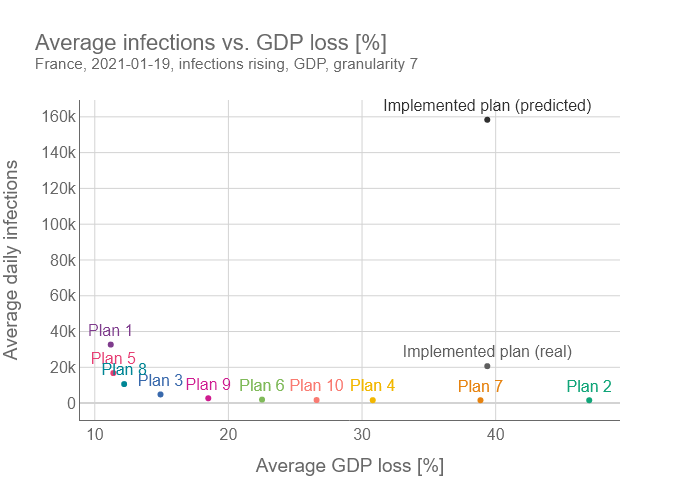 Average infections vs. GDP loss [%]
France, 2021-01-19, infections rising, GDP, granularity 7
Implemented plan (predicted)
160k
140k
120k
100k
80k
60k
40k
20k
0
Average daily infections
Plan 1
Plan 5
Plan 8
Plan 3
Plan 9
Plan 6
Plan 10
Plan 4
Implemented plan (real)
Plan 7
Plan 2
10
20
30
40
Average GDP loss [%]